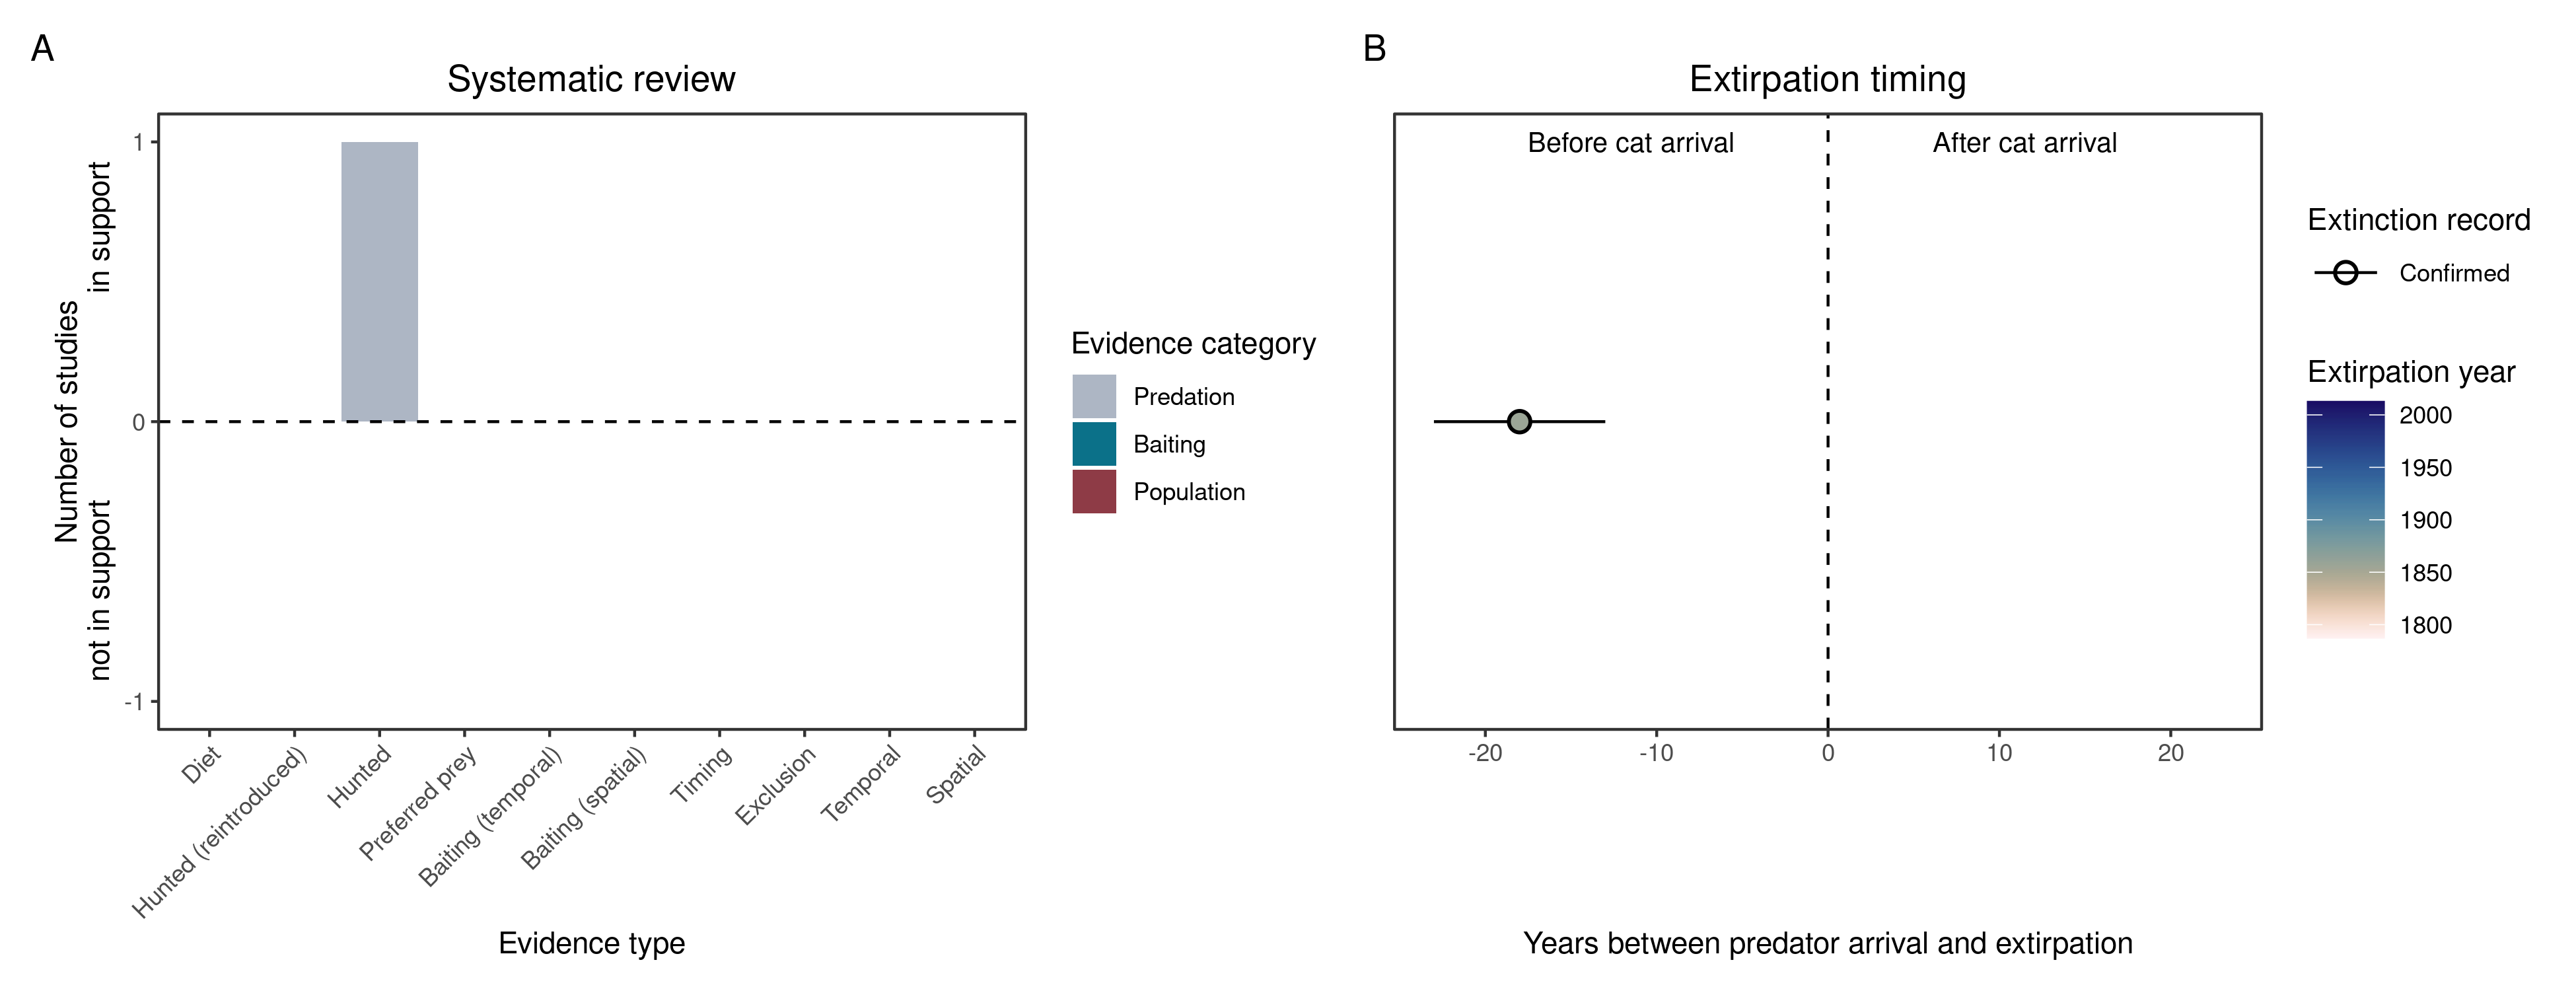 A
Systematic review
Number of studies
in support
not in support
1
0
-1
Diet
Hunted (reintroduced)
Hunted
Preferred prey
Baiting (temporal)
Baiting (spatial)
Timing
Exclusion
Temporal
Spatial
Evidence type
Evidence category
Predation
Baiting
Population
B
Extirpation timing
Before cat arrival
After cat arrival
-20
-10
0
10
20
Years between predator arrival and extirpation
Extinction record
Confirmed
Extirpation year
2000
1950
1900
1850
1800